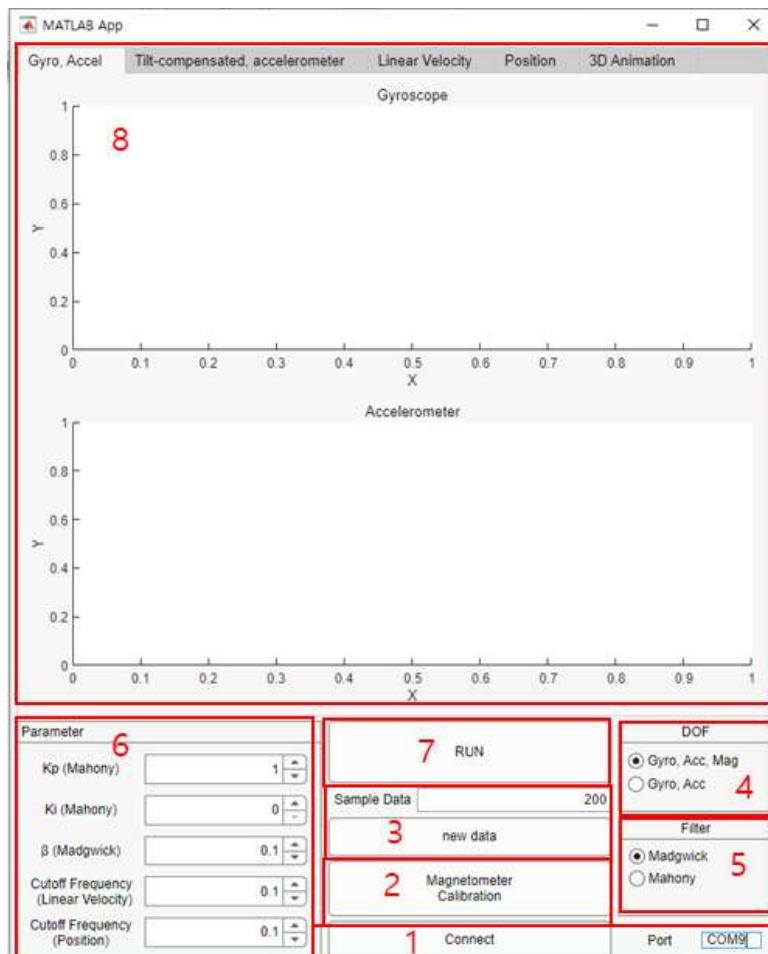 MATLAB App
Gyro, Accel Tilt-compensated, accelerometer Linear Velocity Position 3D Animation
Gyroscope
8
1
0.8
0.6
0.4
0.2
0
Y
0 0.1 0.2 0.3 0.4 0.5 0.6 0.7 0.8 0.9 1
X
Accelerometer
1
0.8
0.6
0.4
0.2
0
Y
0 0.1 0.2 0.3 0.4 0.5 0.6 0.7 0.8 0.9 1
X
Parameter
6
Kp (Mahony) 1
Ki (Mahony) 0
β (Madgwick) 0.1
Cutoff Frequency
(Linear Velocity) 0.1
Cutoff Frequency
(Position) 0.1
7 RUN
Sample Data 200
3 new data
2 Magnetometer
Calibration
1 Connect
DOF
Gyro, Acc, Mag
Gyro, Acc
4
Filter
Madgwick
Mahony
5
Port COM9